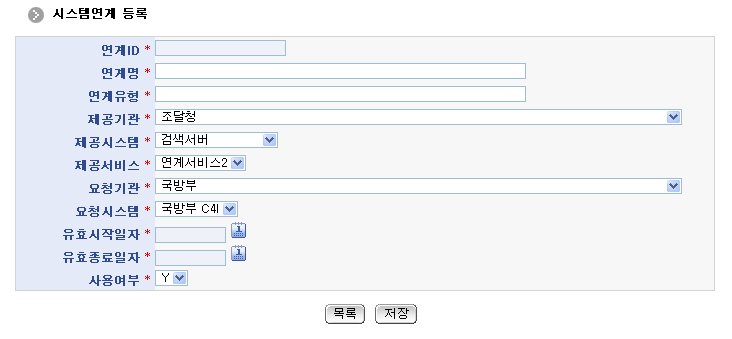 시스템연계 등록
연계ID *
연계명 *
연계유형 *
제공기관 * 조달청
제공시스템 * 검색서버
제공서비스 * 연계서비스2
요청기관 * 국방부
요청시스템 * 국방부 C4I
유효시작일자 *
유효종료일자 *
사용여부 * Y
목록 저장